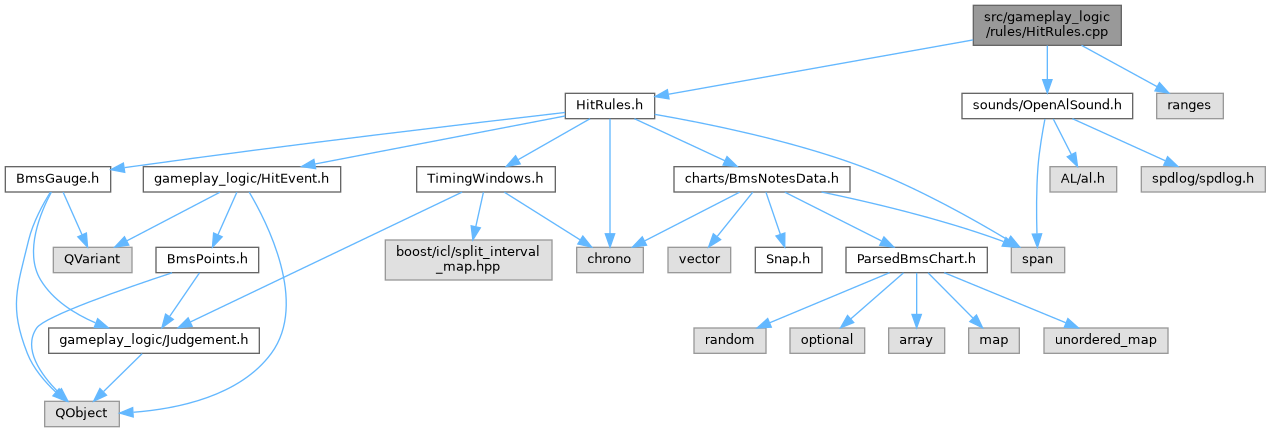 src/gameplay_logic
/rules/HitRules.cpp
HitRules.h
sounds/OpenAlSound.h
ranges
BmsGauge.h
gameplay_logic/HitEvent.h
TimingWindows.h
charts/BmsNotesData.h
AL/al.h
spdlog/spdlog.h
QVariant
BmsPoints.h
boost/icl/split_interval
_map.hpp
chrono
vector
Snap.h
ParsedBmsChart.h
span
gameplay_logic/Judgement.h
random
optional
array
map
unordered_map
QObject